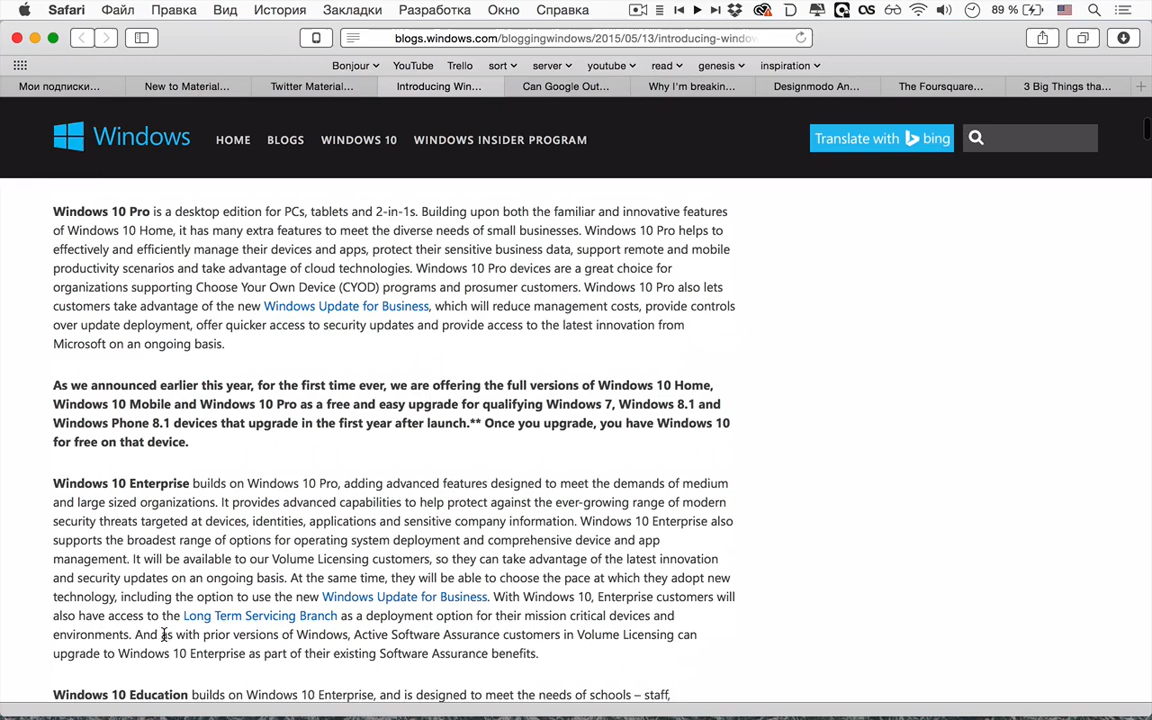 Safari Файл Правка Вид История Закладки Разработка Окно Справка 89 %
blogs.windows.com/bloggingwindows/2015/05/13/introducing-window
Bonjour YouTube Trello sort server youtube read genesis inspiration
Мои подписки... New to Material... Twitter Material... Introducing Win... Can Google Out... Why I'm breakin... Designmodo An... The Foursquare... 3 Big Things tha...
Windows HOME BLOGS WINDOWS 10 WINDOWS INSIDER PROGRAM Translate with bing
Windows 10 Pro is a desktop edition for PCs, tablets and 2-in-1s. Building upon both the familiar and innovative features
of Windows 10 Home, it has many extra features to meet the diverse needs of small businesses. Windows 10 Pro helps to
effectively and efficiently manage their devices and apps, protect their sensitive business data, support remote and mobile
productivity scenarios and take advantage of cloud technologies. Windows 10 Pro devices are a great choice for
organizations supporting Choose Your Own Device (CYOD) programs and prosumer customers. Windows 10 Pro also lets
customers take advantage of the new Windows Update for Business, which will reduce management costs, provide controls
over update deployment, offer quicker access to security updates and provide access to the latest innovation from
Microsoft on an ongoing basis.
As we announced earlier this year, for the first time ever, we are offering the full versions of Windows 10 Home,
Windows 10 Mobile and Windows 10 Pro as a free and easy upgrade for qualifying Windows 7, Windows 8.1 and
Windows Phone 8.1 devices that upgrade in the first year after launch.** Once you upgrade, you have Windows 10
for free on that device.
Windows 10 Enterprise builds on Windows 10 Pro, adding advanced features designed to meet the demands of medium
and large sized organizations. It provides advanced capabilities to help protect against the ever-growing range of modern
security threats targeted at devices, identities, applications and sensitive company information. Windows 10 Enterprise also
supports the broadest range of options for operating system deployment and comprehensive device and app
management. It will be available to our Volume Licensing customers, so they can take advantage of the latest innovation
and security updates on an ongoing basis. At the same time, they will be able to choose the pace at which they adopt new
technology, including the option to use the new Windows Update for Business. With Windows 10, Enterprise customers will
also have access to the Long Term Servicing Branch as a deployment option for their mission critical devices and
environments. And as with prior versions of Windows, Active Software Assurance customers in Volume Licensing can
upgrade to Windows 10 Enterprise as part of their existing Software Assurance benefits.
Windows 10 Education builds on Windows 10 Enterprise, and is designed to meet the needs of schools – staff,